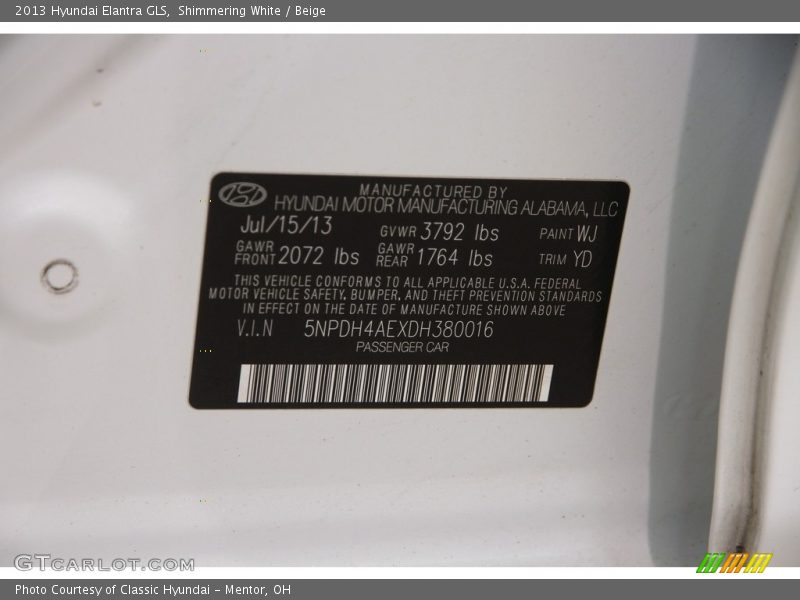 2013 Hyundai Elantra GLS,  Shimmering White / Beige
MANUFACTURED BY
HYUNDAI MOTOR MANUFACTURING ALABAMA, LLC
Jul/15/13 GVWR 3792 lbs PAINT WJ
GAWR FRONT 2072 lbs GAWR REAR 1764 lbs TRIM YD
THIS VEHICLE CONFORMS TO ALL APPLICABLE U.S.A. FEDERAL
MOTOR VEHICLE SAFETY, BUMPER, AND THEFT PREVENTION STANDARDS
IN EFFECT ON THE DATE OF MANUFACTURE SHOWN ABOVE
V.I.N 5NPDH4AEXDH380016
PASSENGER CAR
GTCARLOT.COM
Photo Courtesy of Classic Hyundai - Mentor, OH